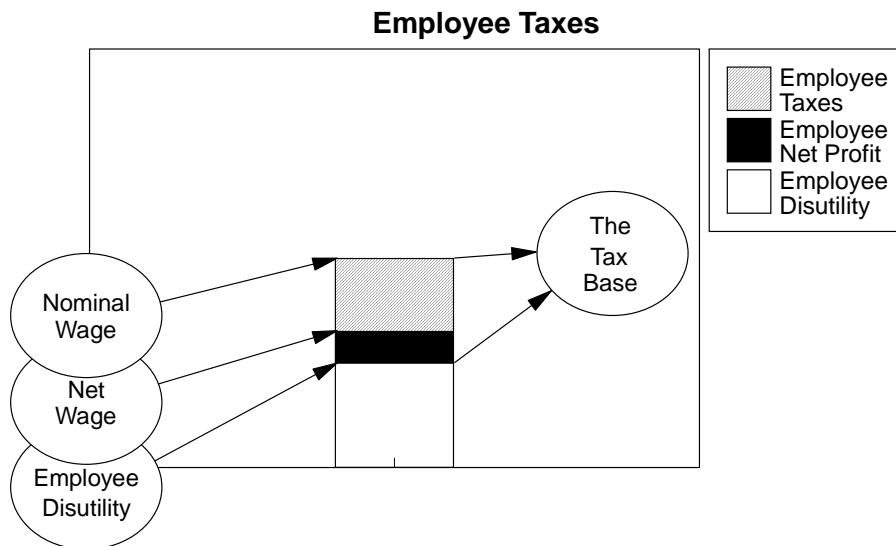 Employee Taxes
Employee
Taxes
Employee
Net Profit
Employee
Disutility
The
Tax
Base
Nominal
Wage
Net
Wage
Employee
Disutility